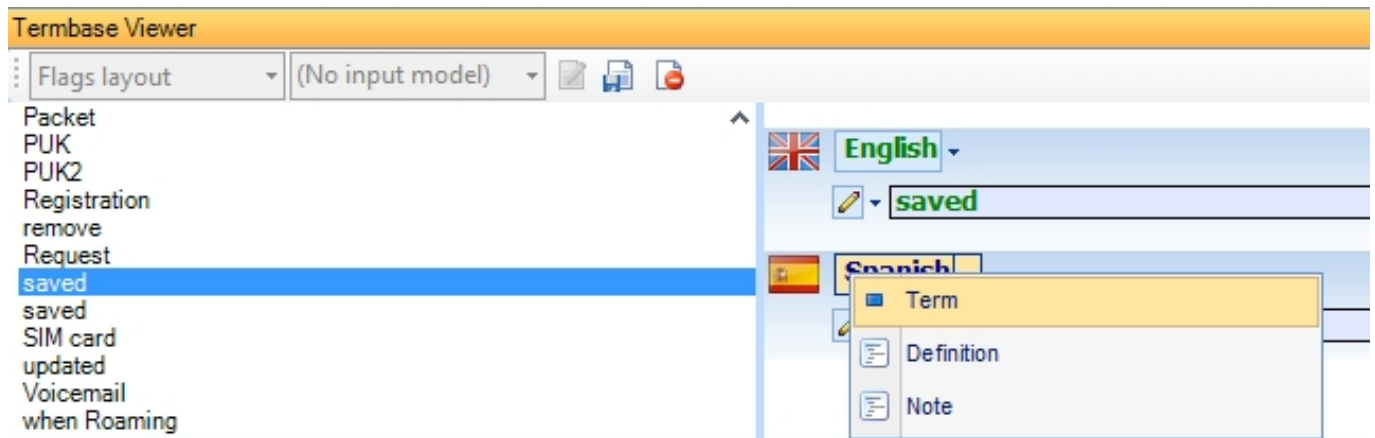 Termbase Viewer
Flags layout (No input model)
Packet
PUK
PUK2
Registration
remove
Request
saved
saved
SIM card
updated
Voicemail
when Roaming
English
saved
Spanish
Term
Definition
Note